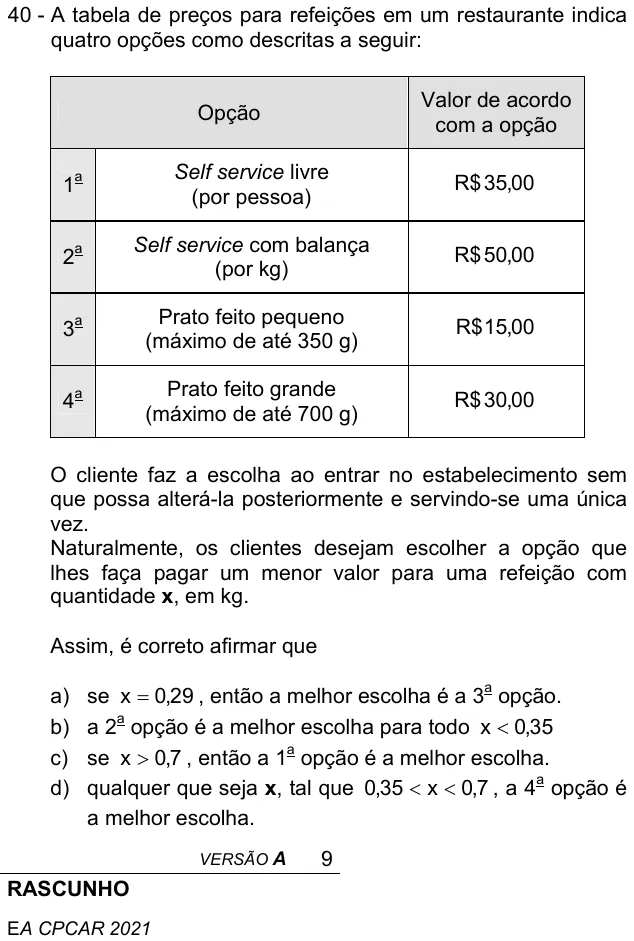 40 - A tabela de preços para refeições em um restaurante indica
quatro opções como descritas a seguir:
Opção
Valor de acordo
com a opção
1ª
Self service livre
(por pessoa)
R$ 35,00
2ª
Self service com balança
(por kg)
R$ 50,00
3ª
Prato feito pequeno
(máximo de até 350 g)
R$ 15,00
4ª
Prato feito grande
(máximo de até 700 g)
R$ 30,00
O cliente faz a escolha ao entrar no estabelecimento sem
que possa alterá-la posteriormente e servindo-se uma única
vez.
Naturalmente, os clientes desejam escolher a opção que
lhes faça pagar um menor valor para uma refeição com
quantidade x, em kg.
Assim, é correto afirmar que
a) se x = 0,29 , então a melhor escolha é a 3ª opção.
b) a 2ª opção é a melhor escolha para todo x < 0,35
c) se x > 0,7 , então a 1ª opção é a melhor escolha.
d) qualquer que seja x, tal que 0,35 < x < 0,7 , a 4ª opção é
a melhor escolha.
VERSÃO A 9
RASCUNHO
EA CPCAR 2021